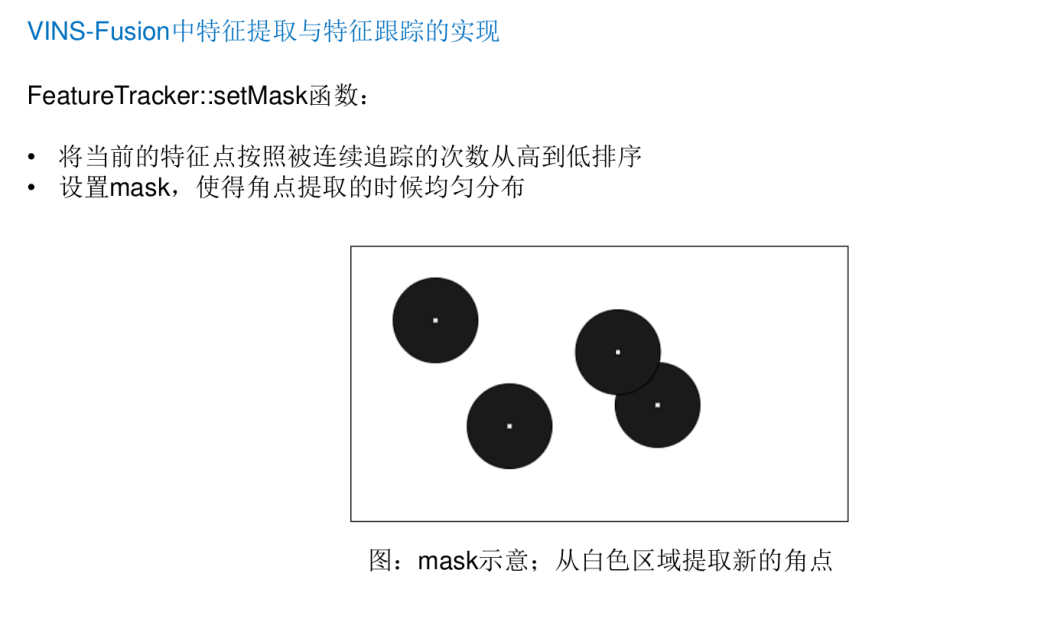 VINS-Fusion中特征提取与特征跟踪的实现
FeatureTracker::setMask函数：
• 将当前的特征点按照被连续追踪的次数从高到低排序
• 设置mask，使得角点提取的时候均匀分布
图：mask示意；从白色区域提取新的角点